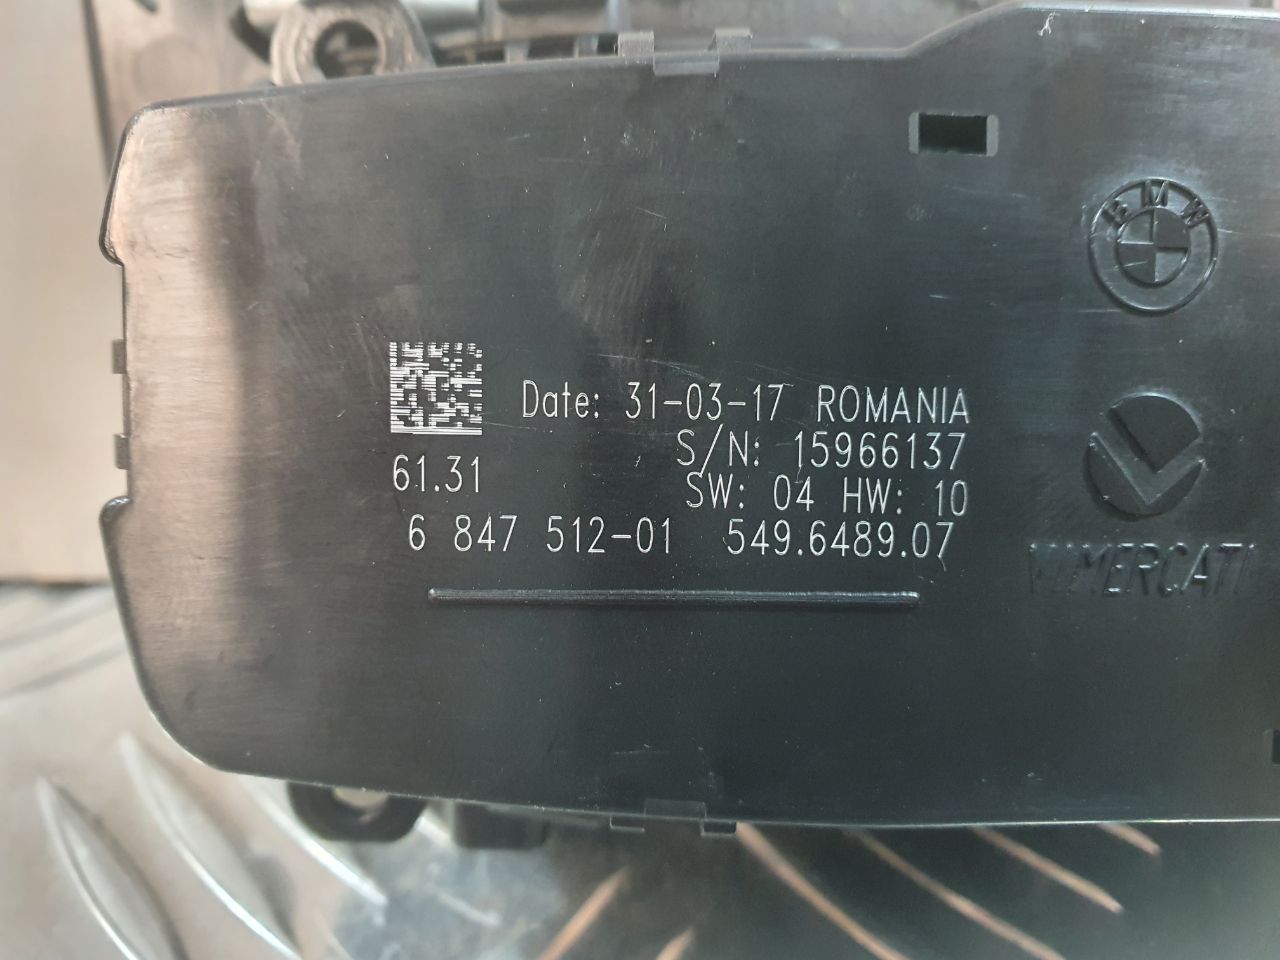 BMW
Date: 31-03-17 ROMANIA
S/N: 15966137
61.31
SW: 04 HW: 10
6 847 512-01 549.6489.07
VIMERCATI